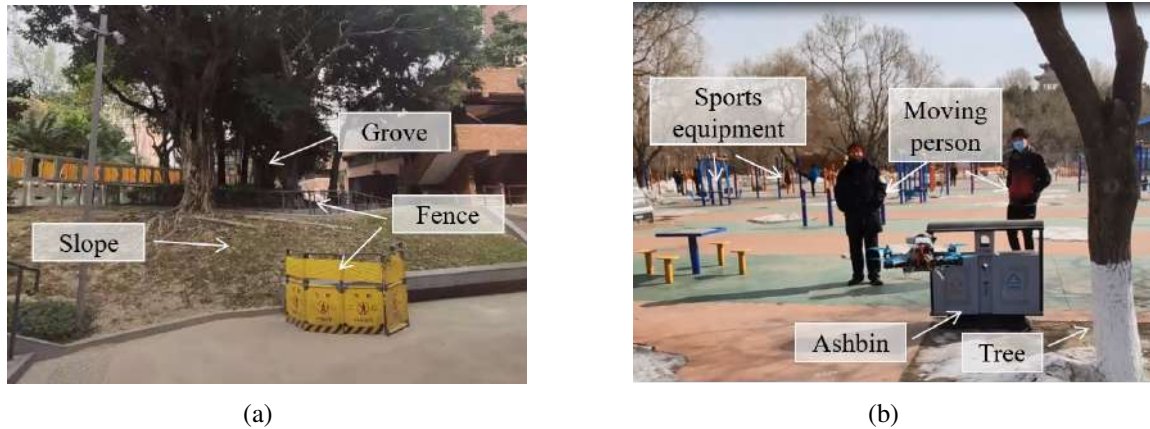 Grove
Fence
Slope
(a)
Sports
equipment
Moving
person
Ashbin
Tree
(b)